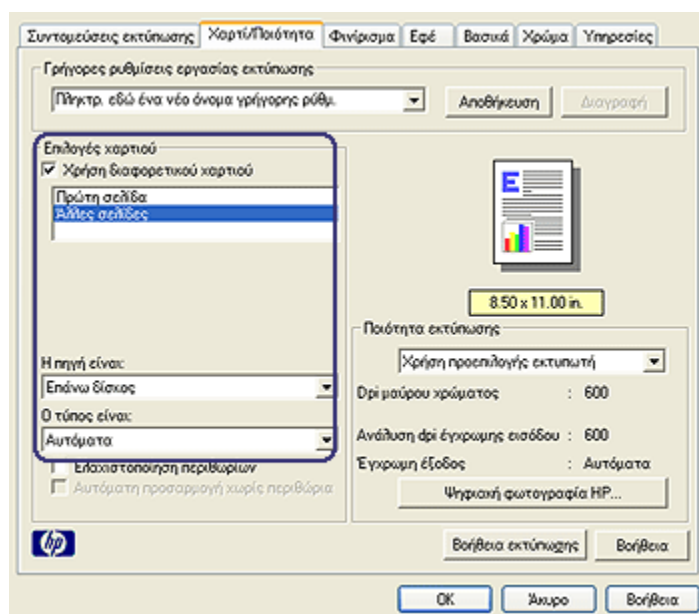 Συντομεύσεις εκτύπωσης Χαρτί/Ποιότητα Φινίρισμα Εφέ Βασικά Χρώμα Υπηρεσίες
Γρήγορες ρυθμίσεις εργασίας εκτύπωσης
Πληκτρ. εδώ ένα νέο όνομα γρήγορης ρύθμ. Αποθήκευση Διαγραφή
Επιλογές χαρτιού
Χρήση διαφορετικού χαρτιού
Πρώτη σελίδα
Άλλες σελίδες
E
8.50 x 11.00 in.
Ποιότητα εκτύπωσης
Χρήση προεπιλογής εκτυπωτή
Η πηγή είναι:
Επάνω δίσκος
Dpi μαύρου χρώματος : 600
Ο τύπος είναι:
Αυτόματα
Ανάλυση dpi έγχρωμης εισόδου : 600
Ελαχιστοποίηση περιθωρίων
Έγχρωμη έξοδος : Αυτόματα
Αυτόματη προσαρμογή χωρίς περιθώρια
Ψηφιακή φωτογραφία HP...
hp
Βοήθεια εκτύπωσης Βοήθεια
OK Άκυρο Βοήθεια